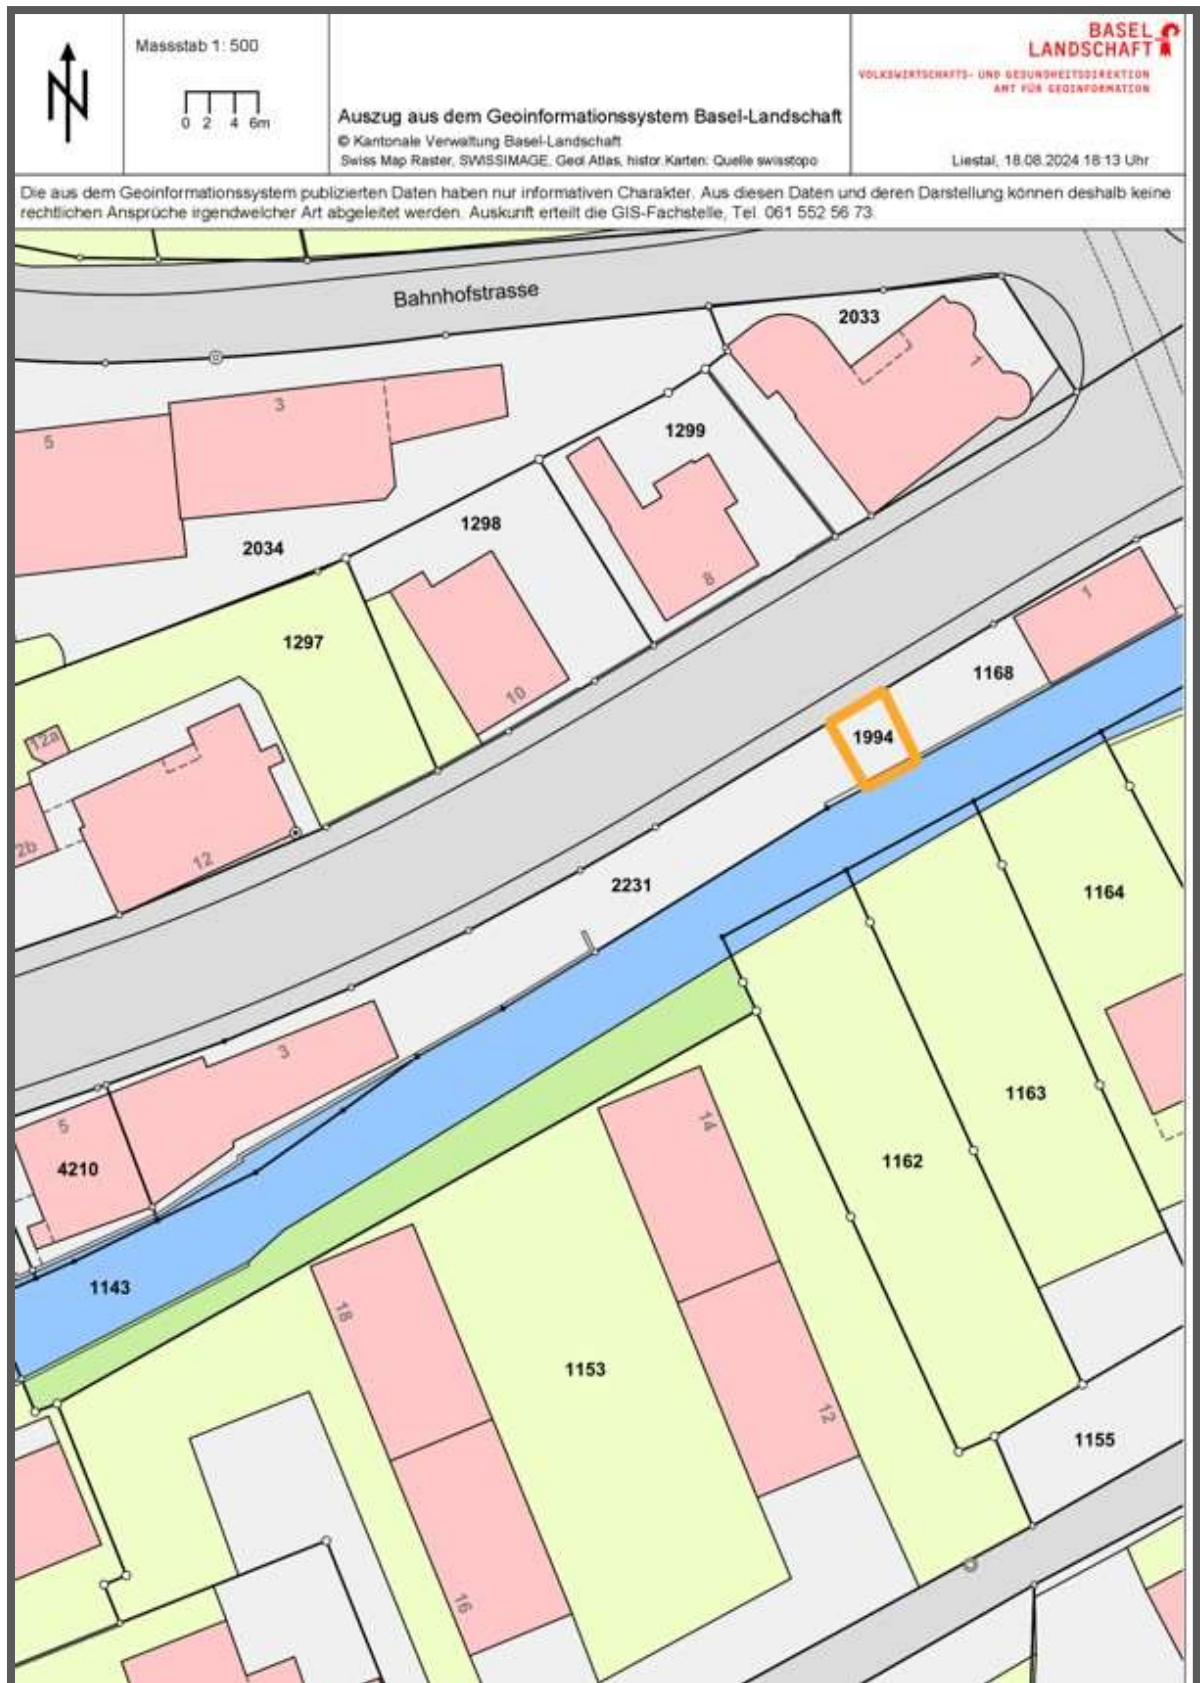 Massstab 1: 500
0 2 4 6m
Auszug aus dem Geoinformationssystem Basel-Landschaft
© Kantonale Verwaltung Basel-Landschaft
Swiss Map Raster, SWISSIMAGE, Geol Atlas, histor.Karten: Quelle swisstopo
BASEL
LANDSCHAFT
VOLKSWIRTSCHAFTS- UND GESUNDHEITSDIREKTION
AMT FÜR GEOINFORMATION
Liestal, 18.08.2024 18:13 Uhr
Die aus dem Geoinformationssystem publizierten Daten haben nur informativen Charakter. Aus diesen Daten und deren Darstellung können deshalb keine
rechtlichen Ansprüche irgendwelcher Art abgeleitet werden. Auskunft erteilt die GIS-Fachstelle, Tel. 061 552 56 73.
Bahnhofstrasse
2033
1
3
5
1299
1298
2034
8
1297
10
1
1168
12a
1994
2b
12
2231
1164
3
5
4210
1163
14
1162
1143
18
1153
12
1155
16